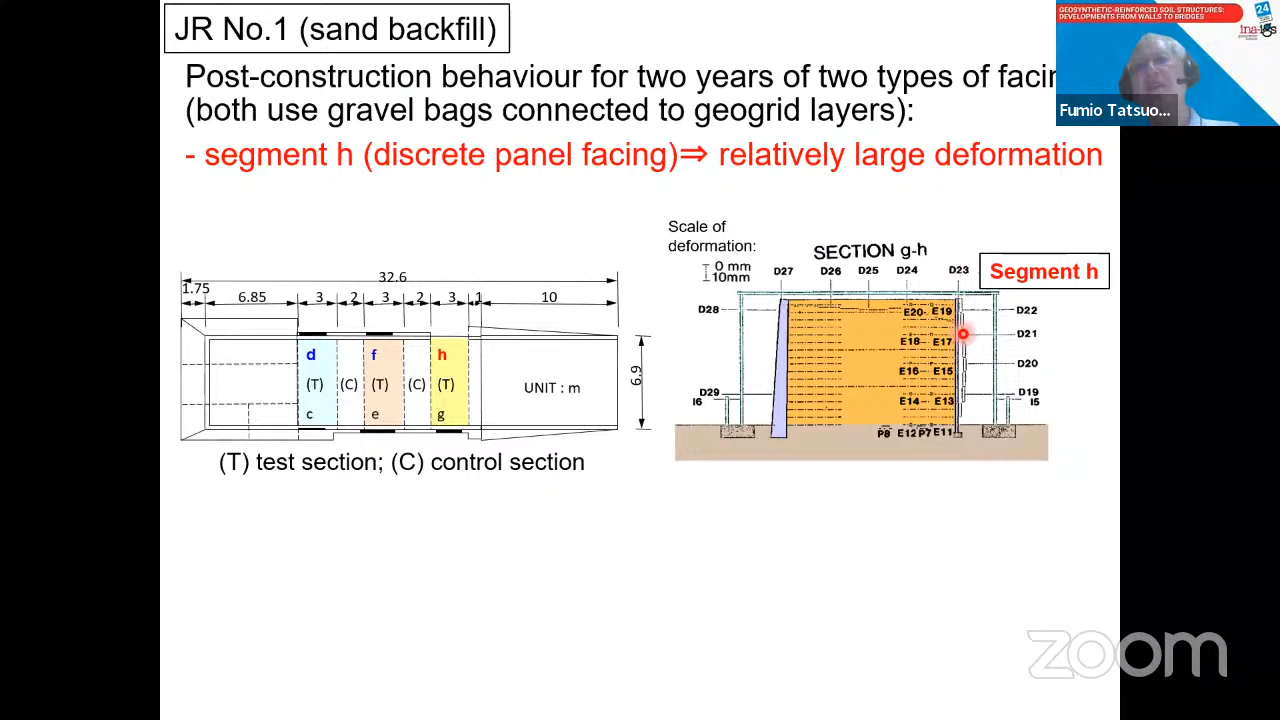 JR No.1 (sand backfill)
GEOSYNTHETIC-REINFORCED SOIL STRUCTURES:
DEVELOPMENTS FROM WALLS TO BRIDGES
24
Fumio Tatsuo...
Post-construction behaviour for two years of two types of facin
(both use gravel bags connected to geogrid layers):
- segment h (discrete panel facing)⇒ relatively large deformation
32.6
1.75
6.85
3
2
3
2
3
1
10
d
f
h
(T)
(C)
(T)
(C)
(T)
c
e
g
UNIT : m
6.9
(T) test section; (C) control section
Scale of
deformation:
0 mm
10mm
SECTION g-h
Segment h
D27
D26
D25
D24
D23
D28
E20
E19
D22
E18
E17
D21
E16
E15
D20
D29
E14
E13
D19
I6
I5
P8
E12
P7
E11
zoom